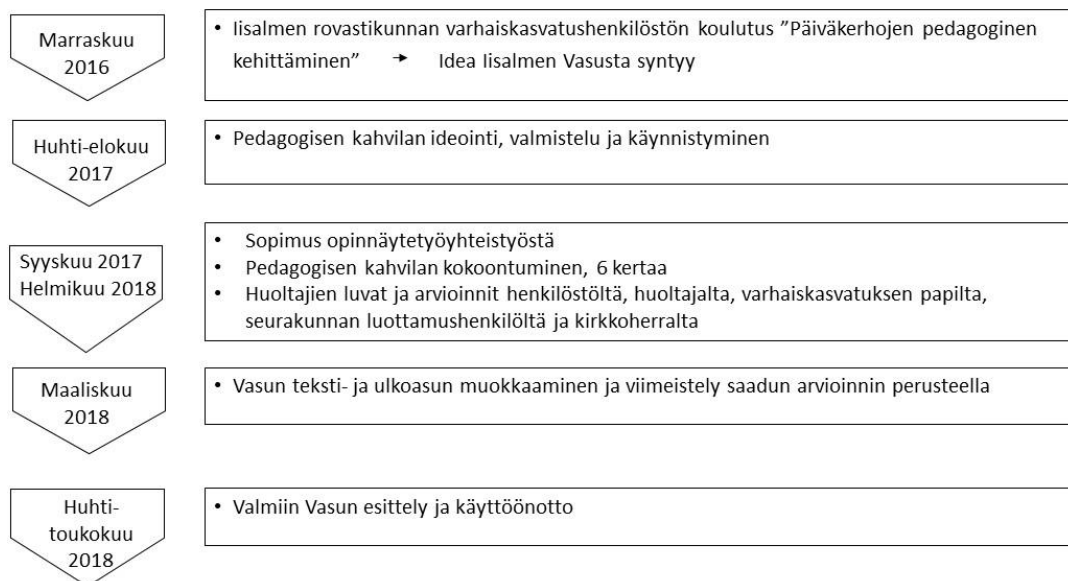 Marraskuu
2016
• Iisalmen rovastikunnan varhaiskasvatushenkilöstön koulutus ”Päiväkerhojen pedagoginen
kehittäminen” → Idea Iisalmen Vasusta syntyy
Huhti-elokuu
2017
• Pedagogisen kahvilan ideointi, valmistelu ja käynnistyminen
Syyskuu 2017
Helmikuu 2018
• Sopimus opinnäytetyöyhteistyöstä
• Pedagogisen kahvilan kokoontuminen, 6 kertaa
• Huoltajien luvat ja arvioinnit henkilöstöltä, huoltajalta, varhaiskasvatuksen papilta,
seurakunnan luottamushenkilöltä ja kirkkoherralta
Maaliskuu
2018
• Vasun teksti- ja ulkoasun muokkaaminen ja viimeistely saadun arvioinnin perusteella
Huhti-
toukokuu
2018
• Valmiin Vasun esittely ja käyttöönotto